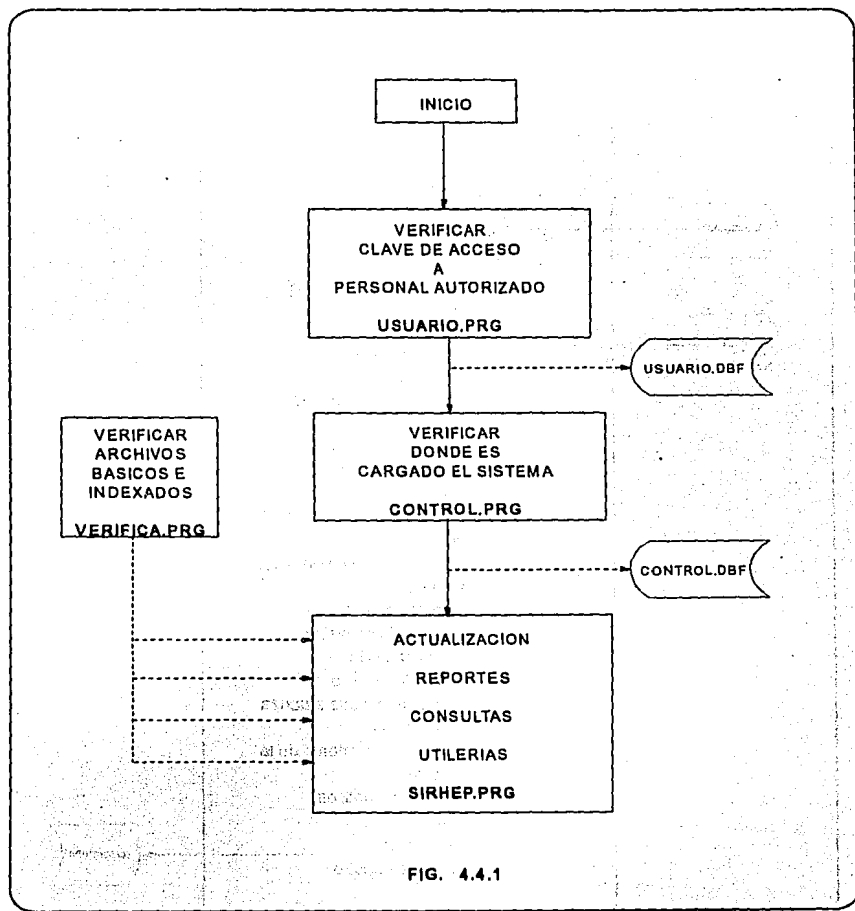 INICIO
VERIFICAR
CLAVE DE ACCESO
A
PERSONAL AUTORIZADO
USUARIO.PRG
USUARIO.DBF
VERIFICAR
ARCHIVOS
BASICOS E
INDEXADOS
VERIFICA.PRG
VERIFICAR
DONDE ES
CARGADO EL SISTEMA
CONTROL.PRG
CONTROL.DBF
ACTUALIZACION
REPORTES
CONSULTAS
UTILERIAS
SIRHEP.PRG
FIG. 4.4.1